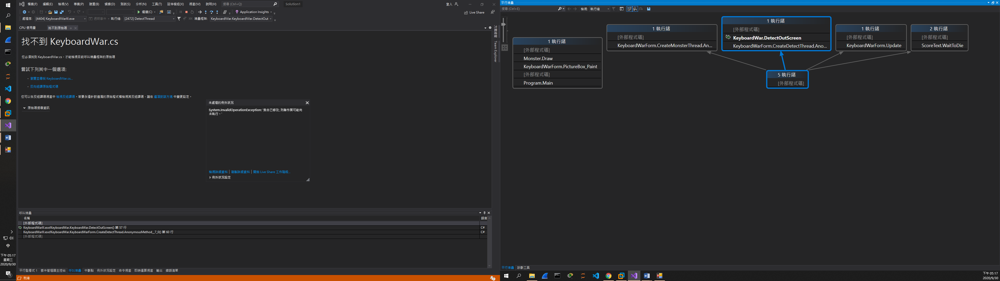 檔案(F) 編輯(E) 檢視(V) 專案(P) 建置(B) 偵錯(D) 測試(S) 分析(N) 工具(T) 延伸模組(X) 視窗(W) 說明(H) 搜尋 (Ctrl+Q) Solution1 登入
繼續(C) Application Insights Live Share
處理序: [4404] KeyboardWarIII.exe 週期事件 執行緒: [2472] DetectThread 堆疊框架: KeyboardWar.KeyboardWar.DetectOut
CPU 使用量 找不到原始碼
方案總管
Team Explorer
找不到 KeyboardWar.cs
您必須找到 KeyboardWar.cs，才能檢視目前呼叫堆疊框架的原始碼
嘗試下列其中一個選項:
- 瀏覽並尋找 KeyboardWar.cs...
- 反向組譯原始程式碼
您可以在反組譯碼視窗中 檢視反組譯碼。若要永遠針對遺漏的原始程式檔檢視其反組譯碼，請在 選項對話方塊 中變更設定。
原始碼搜尋資訊
未處理的例外狀況
System.InvalidOperationException: '集合已修改; 列舉作業可能尚
未執行。'
檢視詳細資料 | 複製詳細資料 | 開始 Live Share 工作階段...
例外狀況設定
呼叫堆疊
名稱 語言
[外部程式碼]
KeyboardWarIII.exe!KeyboardWar.KeyboardWar.DetectOutScreen() 第 57 行 C#
KeyboardWarIII.exe!KeyboardWar.KeyboardWarForm.CreateDetectThread.AnonymousMethod__7_0() 第 60 行 C#
[外部程式碼]
平行監看式 1 套件管理器主控台 呼叫堆疊 中斷點 例外狀況設定 命令視窗 即時運算視窗 輸出 錯誤清單
就緒 3
中
下午 05:17
星期三
2020/9/30
1
平行堆疊
搜尋 (Ctrl+E) 檢視: 執行緒
1 執行緒
[外部程式碼]
Monster.Draw
KeyboardWarForm.PictureBox_Paint
[外部程式碼]
Program.Main
1 執行緒
[外部程式碼]
KeyboardWarForm.CreateMonsterThread.An...
1 執行緒
[外部程式碼]
KeyboardWar.DetectOutScreen
KeyboardWarForm.CreateDetectThread.Ano...
1 執行緒
[外部程式碼]
KeyboardWarForm.Update
2 執行緒
[外部程式碼]
ScoreText.WaitToDie
5 執行緒
[外部程式碼]
平行堆疊 診斷工具
下午 05:17
2020/9/30